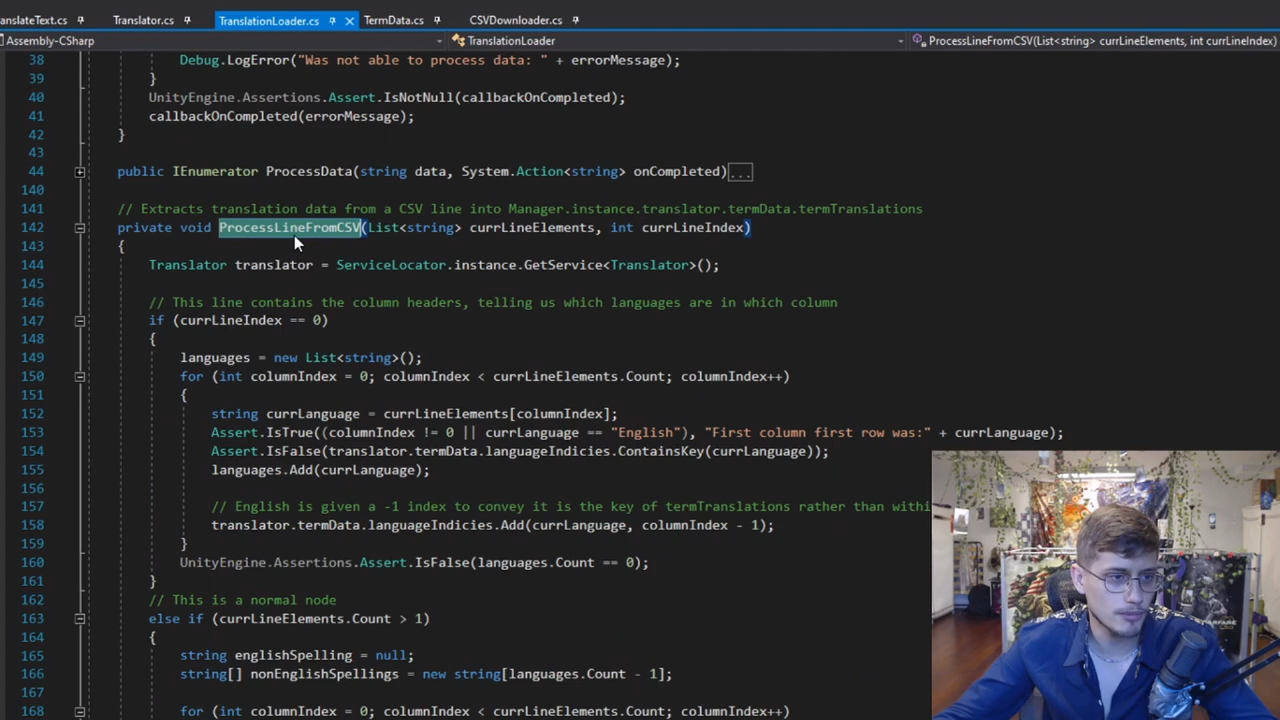 anslateText.cs Translator.cs TranslationLoader.cs TermData.cs CSVDownloader.cs
Assembly-CSharp TranslationLoader ProcessLineFromCSV(List<string> currLineElements, int currLineIndex)
38 Debug.LogError("Was not able to process data: " + errorMessage);
39 }
40 UnityEngine.Assertions.Assert.IsNotNull(callbackOnCompleted);
41 callbackOnCompleted(errorMessage);
42 }
43
44 public IEnumerator ProcessData(string data, System.Action<string> onCompleted)...
140
141 // Extracts translation data from a CSV line into Manager.instance.translator.termData.termTranslations
142 private void ProcessLineFromCSV(List<string> currLineElements, int currLineIndex)
143 {
144 Translator translator = ServiceLocator.instance.GetService<Translator>();
145
146 // This line contains the column headers, telling us which languages are in which column
147 if (currLineIndex == 0)
148 {
149 languages = new List<string>();
150 for (int columnIndex = 0; columnIndex < currLineElements.Count; columnIndex++)
151 {
152 string currLanguage = currLineElements[columnIndex];
153 Assert.IsTrue((columnIndex != 0 || currLanguage == "English"), "First column first row was:" + currLanguage);
154 Assert.IsFalse(translator.termData.languageIndicies.ContainsKey(currLanguage));
155 languages.Add(currLanguage);
156
157 // English is given a -1 index to convey it is the key of termTranslations rather than withi
158 translator.termData.languageIndicies.Add(currLanguage, columnIndex - 1);
159 }
160 UnityEngine.Assertions.Assert.IsFalse(languages.Count == 0);
161 }
162 // This is a normal node
163 else if (currLineElements.Count > 1)
164 {
165 string englishSpelling = null;
166 string[] nonEnglishSpellings = new string[languages.Count - 1];
167
168 for (int columnIndex = 0; columnIndex < currLineElements.Count; columnIndex++)